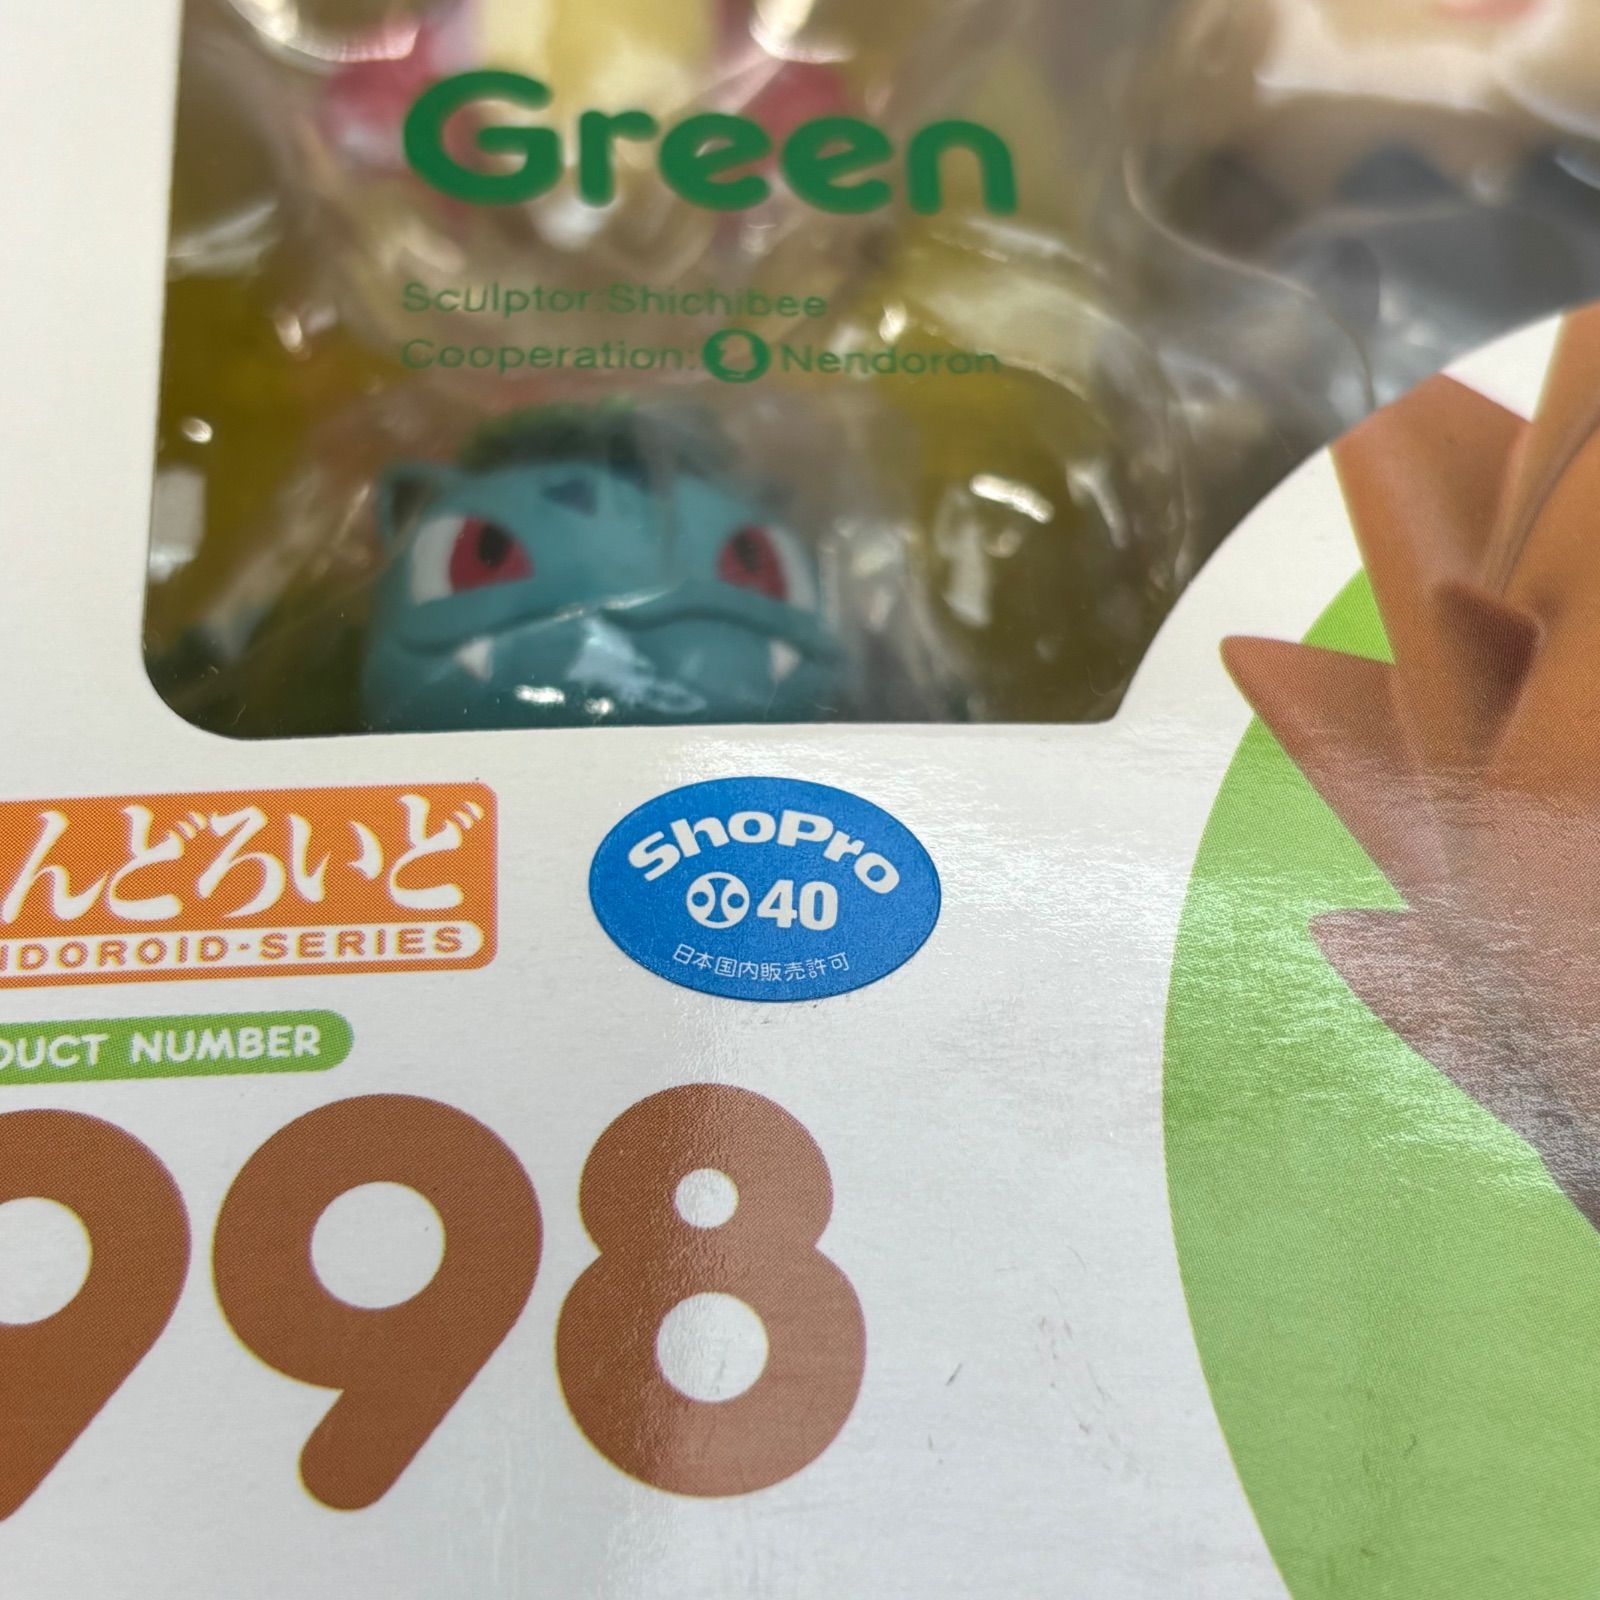 Green
Sculptor:Shichibee
Cooperation: Nendoron
んどろいど
NDOROID-SERIES
ShoPro
40
日本国内販売許可
DUCT NUMBER
998